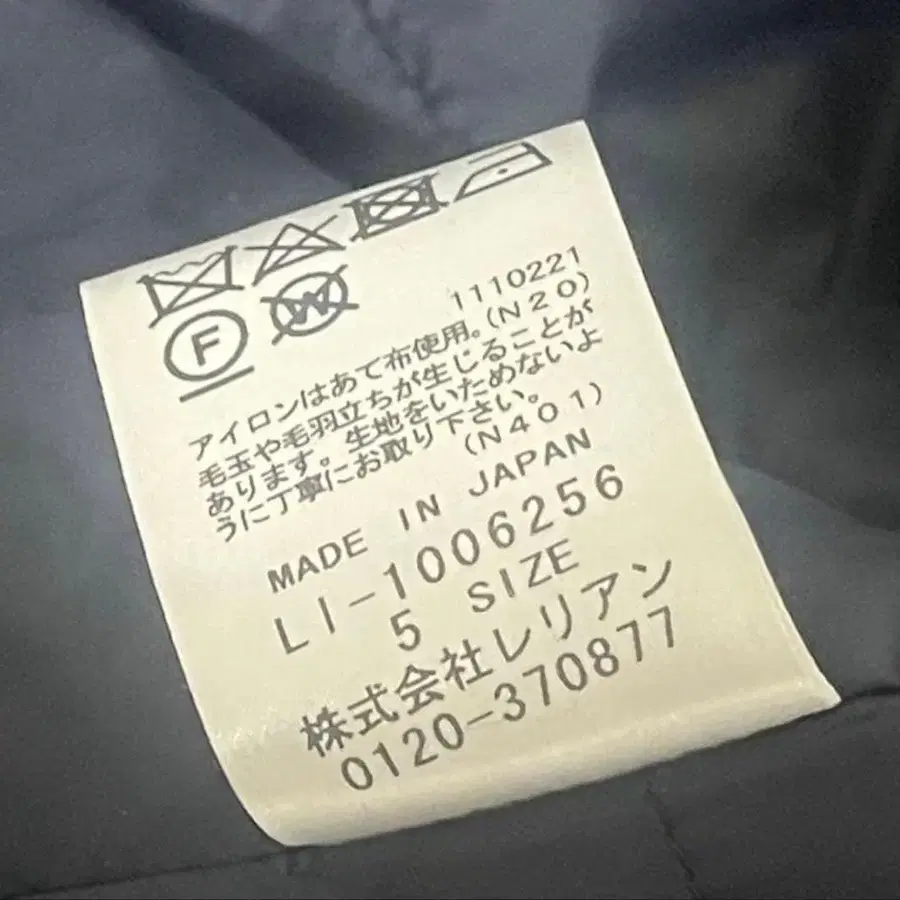 F W
1110221
アイロンはあて布使用。(N20)
毛玉や毛羽立ちが生じることが
あります。生地をいためないよ
うに丁寧にお取り下さい。
(N401)
MADE IN JAPAN
LI-1006256
5 SIZE
株式会社レリアン
0120-370877